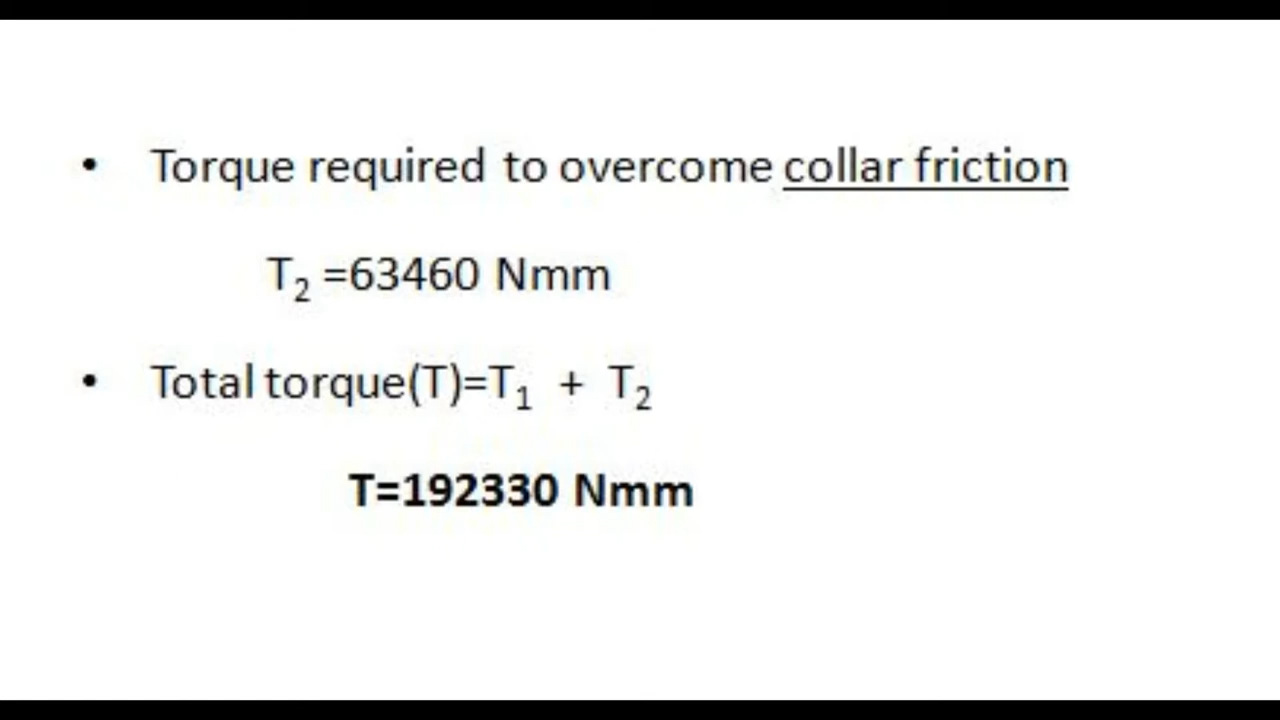 • Torque required to overcome collar friction
T₂ =63460 Nmm
• Total torque(T)=T₁ + T₂
T=192330 Nmm